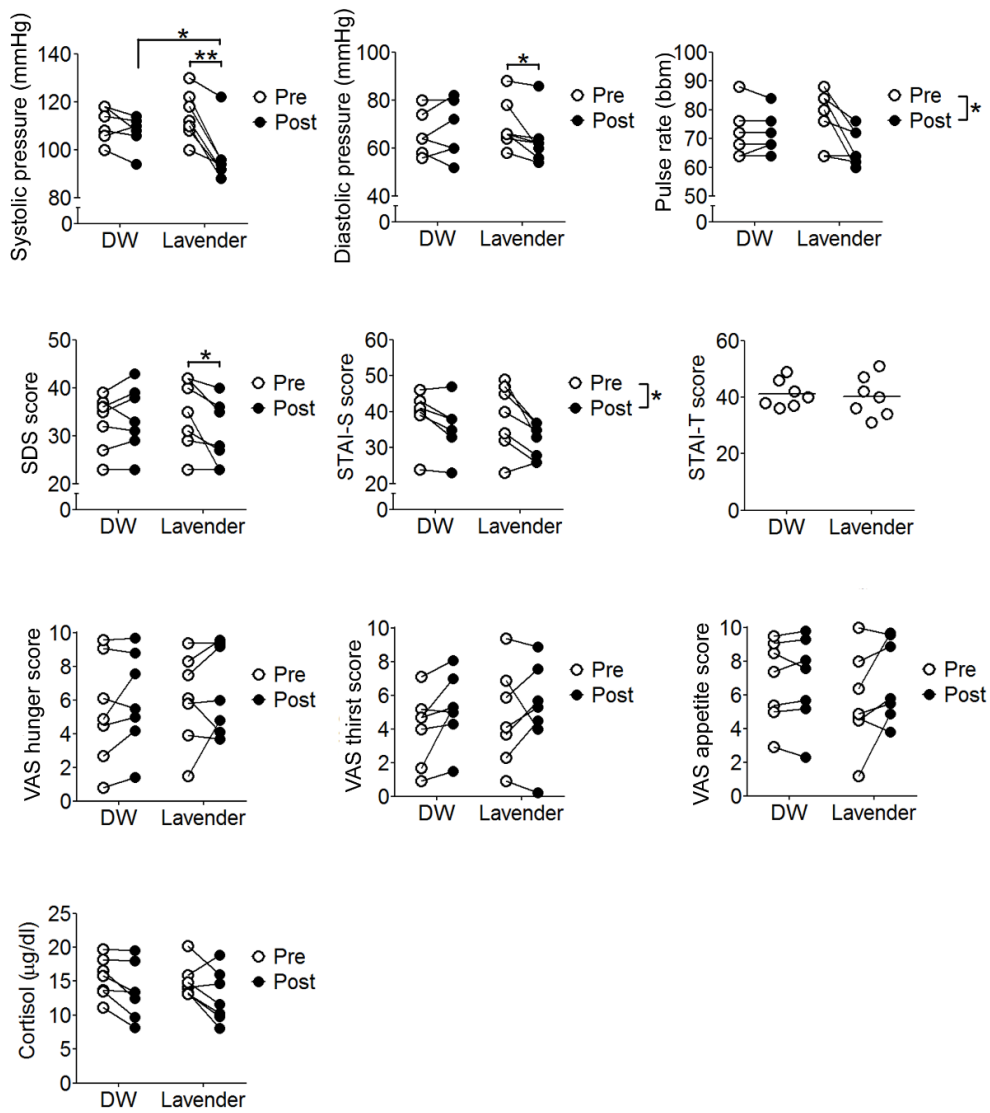 Systolic pressure (mmHg)
140
120
100
80
0
*
**
Pre
Post
DW
Lavender
Diastolic pressure (mmHg)
100
80
60
40
0
*
Pre
Post
DW
Lavender
Pulse rate (bbm)
100
90
80
70
60
50
0
Pre
Post
*
DW
Lavender
SDS score
50
40
30
20
0
*
Pre
Post
DW
Lavender
STAI-S score
60
50
40
30
20
0
Pre
Post
*
DW
Lavender
STAI-T score
60
40
20
0
DW
Lavender
VAS hunger score
10
8
6
4
2
0
Pre
Post
DW
Lavender
VAS thirst score
10
8
6
4
2
0
Pre
Post
DW
Lavender
VAS appetite score
10
8
6
4
2
0
Pre
Post
DW
Lavender
Cortisol (μg/dl)
25
20
15
10
5
0
Pre
Post
DW
Lavender